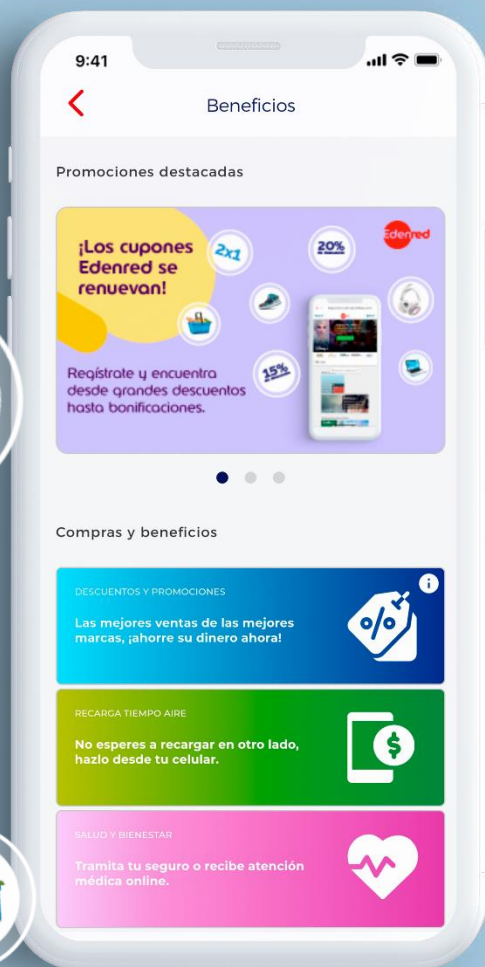 9:41
Beneficios
Promociones destacadas
¡Los cupones
Edenred se
renuevan!
2x1
20%
Edenred
15%
Regístrate y encuentra
desde grandes descuentos
hasta bonificaciones.
Compras y beneficios
DESCUENTOS Y PROMOCIONES
Las mejores ventas de las mejores
marcas, ¡ahorre su dinero ahora!
RECARGA TIEMPO AIRE
No esperes a recargar en otro lado,
hazlo desde tu celular.
SALUD Y BIENESTAR
Tramita tu seguro o recibe atención
médica online.